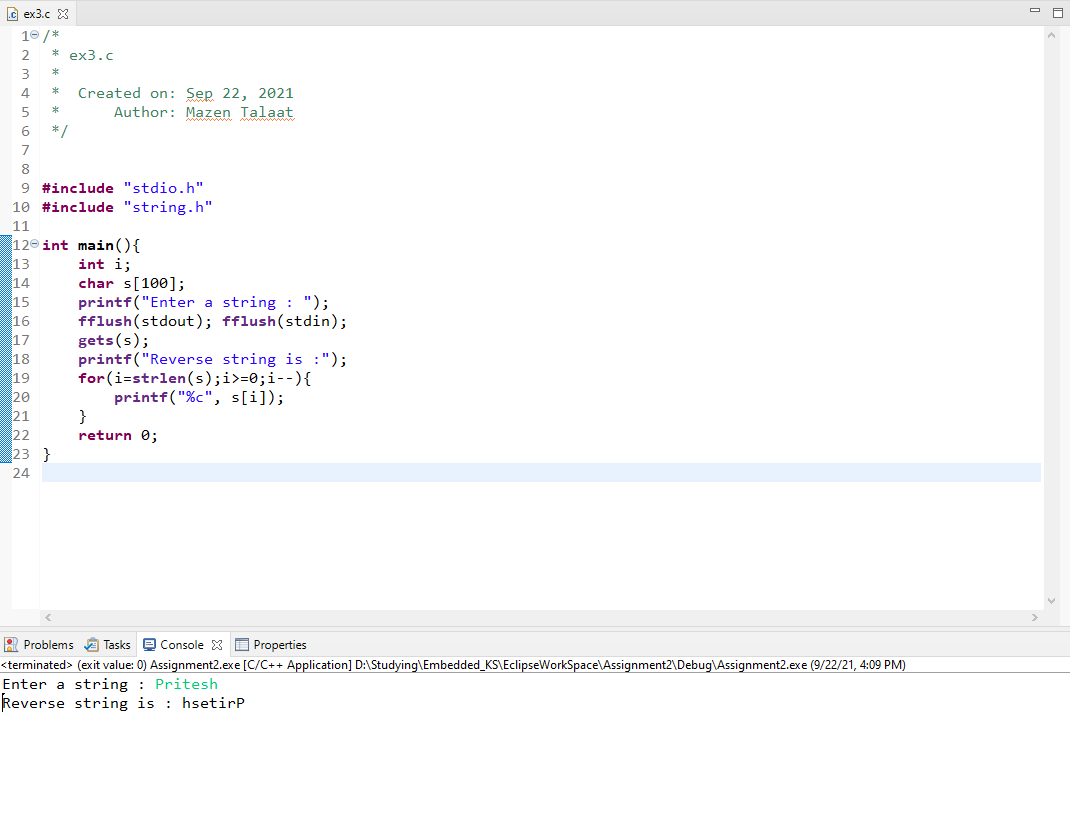 ex3.c
1 /*
2  * ex3.c
3  *
4  *  Created on: Sep 22, 2021
5  *      Author: Mazen Talaat
6  */
7
8
9 #include "stdio.h"
10 #include "string.h"
11
12 int main(){
13     int i;
14     char s[100];
15     printf("Enter a string : ");
16     fflush(stdout); fflush(stdin);
17     gets(s);
18     printf("Reverse string is :");
19     for(i=strlen(s);i>=0;i--){
20         printf("%c", s[i]);
21     }
22     return 0;
23 }
24
Problems Tasks Console Properties
<terminated> (exit value: 0) Assignment2.exe [C/C++ Application] D:\Studying\Embedded_KS\EclipseWorkSpace\Assignment2\Debug\Assignment2.exe (9/22/21, 4:09 PM)
Enter a string : Pritesh
Reverse string is : hsetirP